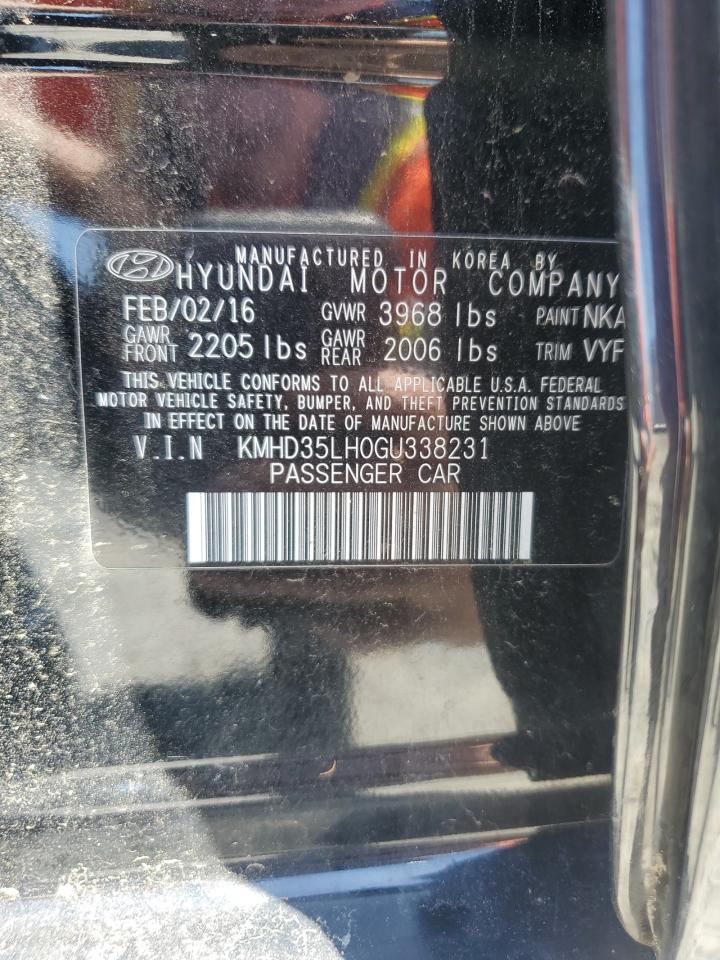 MANUFACTURED IN KOREA BY
HYUNDAI MOTOR COMPANY
FEB/02/16 GVWR 3968 lbs PAINT NKA
GAWR FRONT 2205 lbs GAWR REAR 2006 lbs TRIM VYF
THIS VEHICLE CONFORMS TO ALL APPLICABLE U.S.A. FEDERAL
MOTOR VEHICLE SAFETY, BUMPER, AND THEFT PREVENTION STANDARDS
IN EFFECT ON THE DATE OF MANUFACTURE SHOWN ABOVE
V.I.N KMHD35LH0GU338231
PASSENGER CAR